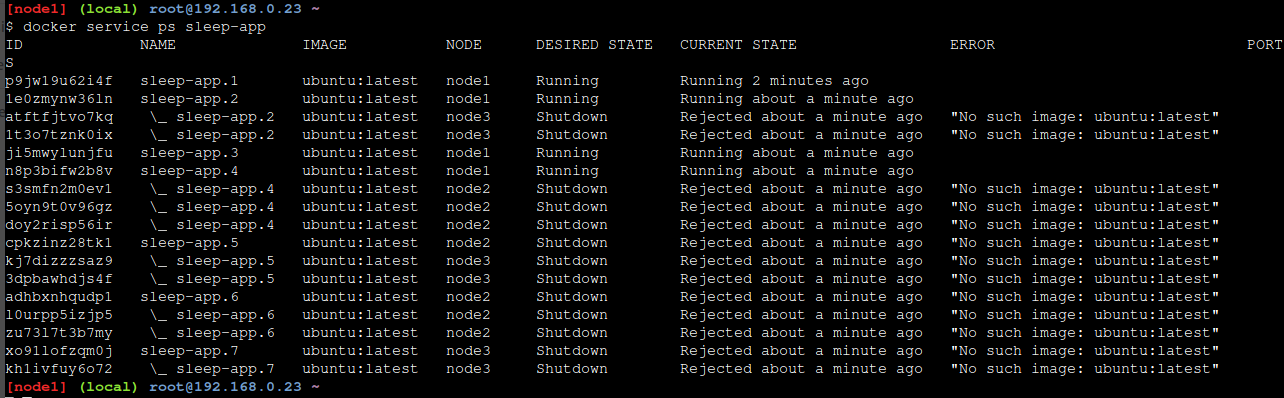 [node1] (local) root@192.168.0.23 ~
$ docker service ps sleep-app
ID NAME IMAGE NODE DESIRED STATE CURRENT STATE ERROR PORT
S
p9jw19u62i4f sleep-app.1 ubuntu:latest node1 Running Running 2 minutes ago
1e0zmynw36ln sleep-app.2 ubuntu:latest node1 Running Running about a minute ago
atftfjtvo7kq \_ sleep-app.2 ubuntu:latest node3 Shutdown Rejected about a minute ago "No such image: ubuntu:latest"
1t3o7tznk0ix \_ sleep-app.2 ubuntu:latest node3 Shutdown Rejected about a minute ago "No such image: ubuntu:latest"
ji5mwylunjfu sleep-app.3 ubuntu:latest node1 Running Running about a minute ago
n8p3bifw2b8v sleep-app.4 ubuntu:latest node1 Running Running about a minute ago
s3smfn2m0ev1 \_ sleep-app.4 ubuntu:latest node2 Shutdown Rejected about a minute ago "No such image: ubuntu:latest"
5oyn9t0v96gz \_ sleep-app.4 ubuntu:latest node2 Shutdown Rejected about a minute ago "No such image: ubuntu:latest"
doy2risp56ir \_ sleep-app.4 ubuntu:latest node2 Shutdown Rejected about a minute ago "No such image: ubuntu:latest"
cpkzinz28tk1 sleep-app.5 ubuntu:latest node2 Shutdown Rejected about a minute ago "No such image: ubuntu:latest"
kj7dizzzsaz9 \_ sleep-app.5 ubuntu:latest node3 Shutdown Rejected about a minute ago "No such image: ubuntu:latest"
3dpbawhdjs4f \_ sleep-app.5 ubuntu:latest node3 Shutdown Rejected about a minute ago "No such image: ubuntu:latest"
adhbxnhqudp1 sleep-app.6 ubuntu:latest node2 Shutdown Rejected about a minute ago "No such image: ubuntu:latest"
l0urpp5izjp5 \_ sleep-app.6 ubuntu:latest node2 Shutdown Rejected about a minute ago "No such image: ubuntu:latest"
zu73l7t3b7my \_ sleep-app.6 ubuntu:latest node2 Shutdown Rejected about a minute ago "No such image: ubuntu:latest"
xo91lofzqm0j sleep-app.7 ubuntu:latest node3 Shutdown Rejected about a minute ago "No such image: ubuntu:latest"
kh1ivfuy6o72 \_ sleep-app.7 ubuntu:latest node3 Shutdown Rejected about a minute ago "No such image: ubuntu:latest"
[node1] (local) root@192.168.0.23 ~